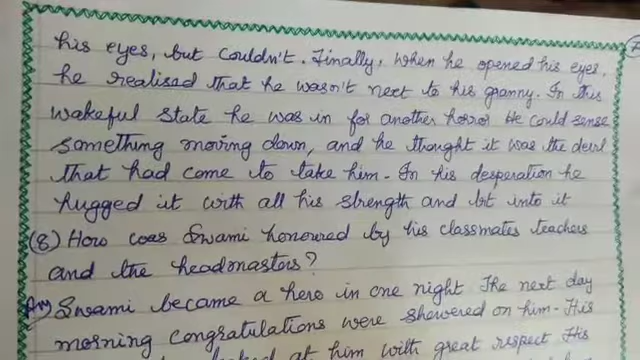 his eyes, but couldn't. Finally, when he opened his eyes,
he realised that he wasn't next to his granny. In this
wakeful state he was in for another horror He could sense
something moving down, and he thought it was the devil
that had come to take him. In his desperation he
hugged it with all his strength and bit into it
(8) How was Swami honoured by his classmates teachers
and the headmasters?
Ans Swami became a hero in one night The next day
morning congratulations were showered on him. His
looked at him with great respect His